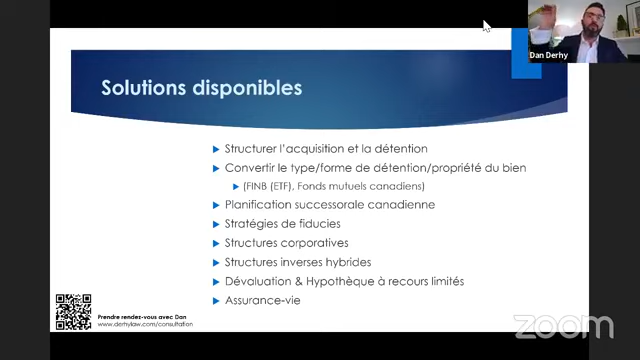 Dan Derhy
Solutions disponibles
Structurer l'acquisition et la détention
Convertir le type/forme de détention/propriété du bien
(FINB (ETF), Fonds mutuels canadiens)
Planification successorale canadienne
Stratégies de fiducies
Structures corporatives
Structures inverses hybrides
Dévaluation & Hypothèque à recours limités
Assurance-vie
Prendre rendez-vous avec Dan
www.derhylaw.com/consultation
zoom